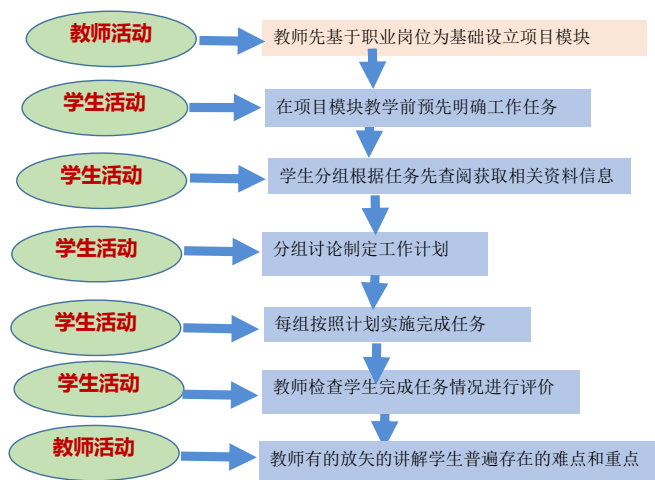 教师活动
教师先基于职业岗位为基础设立项目模块
学生活动
在项目模块教学前预先明确工作任务
学生活动
学生分组根据任务先查阅获取相关资料信息
学生活动
分组讨论制定工作计划
学生活动
每组按照计划实施完成任务
学生活动
教师检查学生完成任务情况进行评价
教师活动
教师有的放矢的讲解学生普遍存在的难点和重点